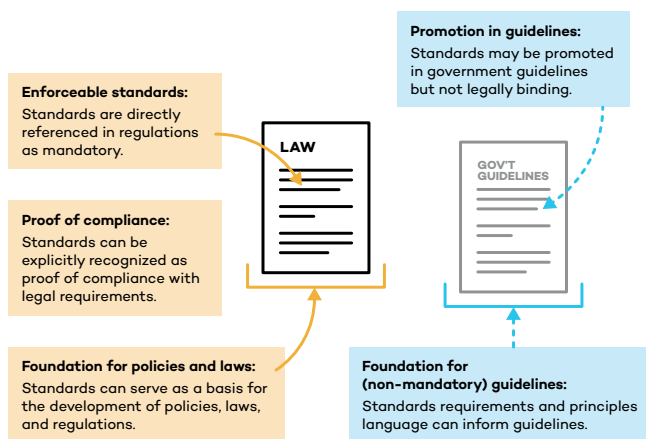 Enforceable standards:
Standards are directly
referenced in regulations
as mandatory.
Proof of compliance:
Standards can be
explicitly recognized as
proof of compliance with
legal requirements.
Foundation for policies and laws:
Standards can serve as a basis for
the development of policies, laws,
and regulations.
LAW
Promotion in guidelines:
Standards may be promoted
in government guidelines
but not legally binding.
GOV'T
GUIDELINES
Foundation for
(non-mandatory) guidelines:
Standards requirements and principles
language can inform guidelines.